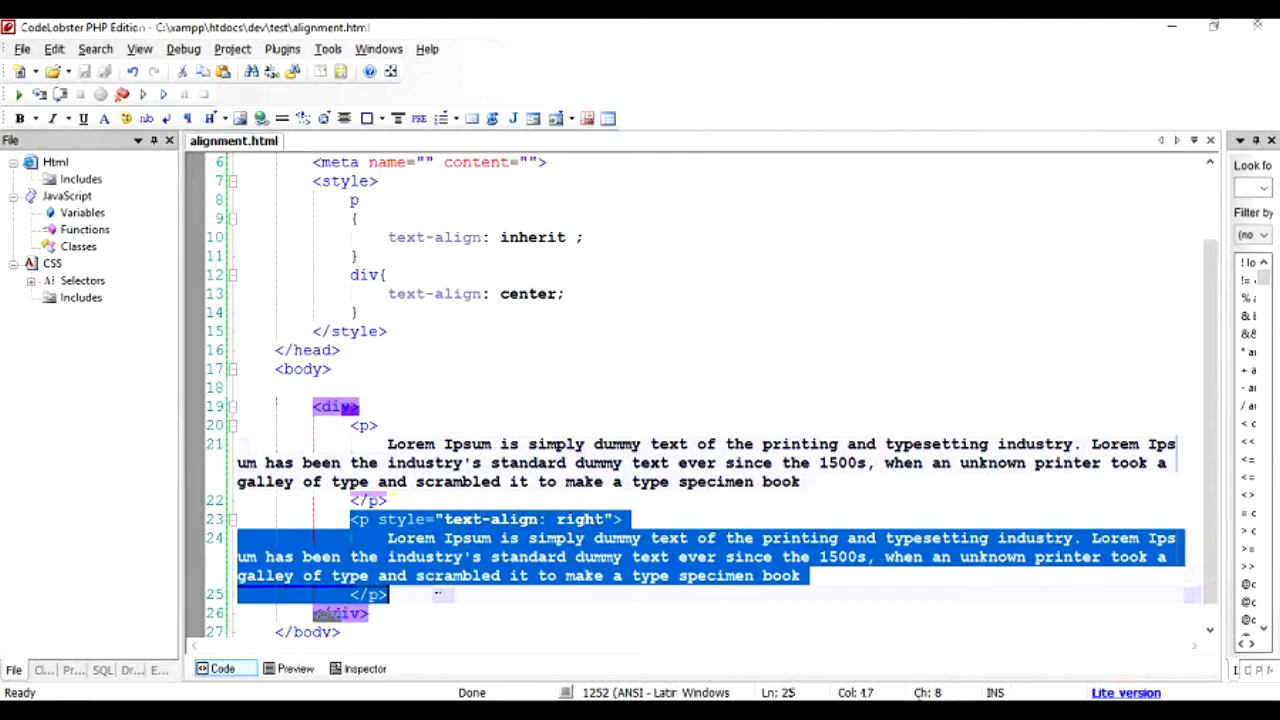 CodeLobster PHP Edition - C:\xampp\htdocs\dev\test\alignment.html
File Edit Search View Debug Project Plugins Tools Windows Help
B I U A nb ¶ H PRE J
File
alignment.html
Html
Includes
JavaScript
Variables
Functions
Classes
CSS
Selectors
Includes
6 <meta name="" content="">
7 <style>
8 p
9 {
10 text-align: inherit ;
11 }
12 div{
13 text-align: center;
14 }
15 </style>
16 </head>
17 <body>
18
19 <div>
20 <p>
21 Lorem Ipsum is simply dummy text of the printing and typesetting industry. Lorem Ips
um has been the industry's standard dummy text ever since the 1500s, when an unknown printer took a
galley of type and scrambled it to make a type specimen book
22 </p>
23 <p style="text-align: right">
24 Lorem Ipsum is simply dummy text of the printing and typesetting industry. Lorem Ips
um has been the industry's standard dummy text ever since the 1500s, when an unknown printer took a
galley of type and scrambled it to make a type specimen book
25 </p>
26 </div>
27 </body>
Look fo
Filter by
(no
! Io
!=
% a
& b
&&
* a
+ a
- a
/ a
<
<<
<=
<=
= c
> c
>=
>>
@c
@c
@c
File Cl... Pr... SQL Dr... E...
Code Preview Inspector
Ready Done 1252 (ANSI - Latin Windows Ln: 25 Col: 17 Ch: 8 INS Lite version